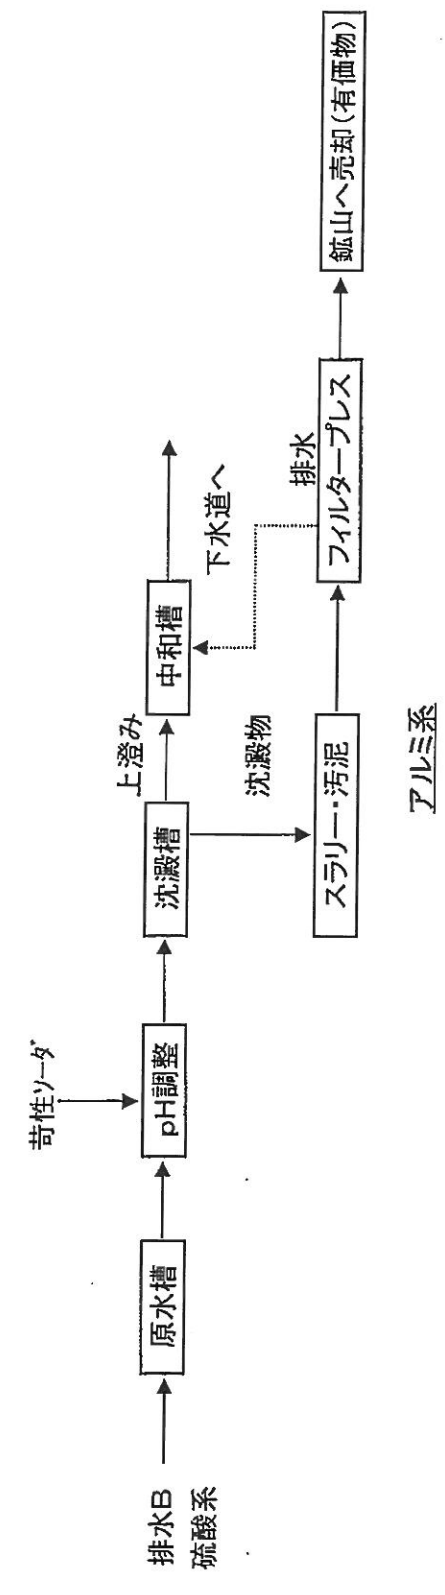 排水B
硫酸系
原水槽
苛性ソーダ
pH調整
沈澱槽
上澄み
中和槽
下水道へ
沈澱物
スラリー・汚泥
排水
フィルタープレス
鉱山へ売却(有価物)
アルミ系